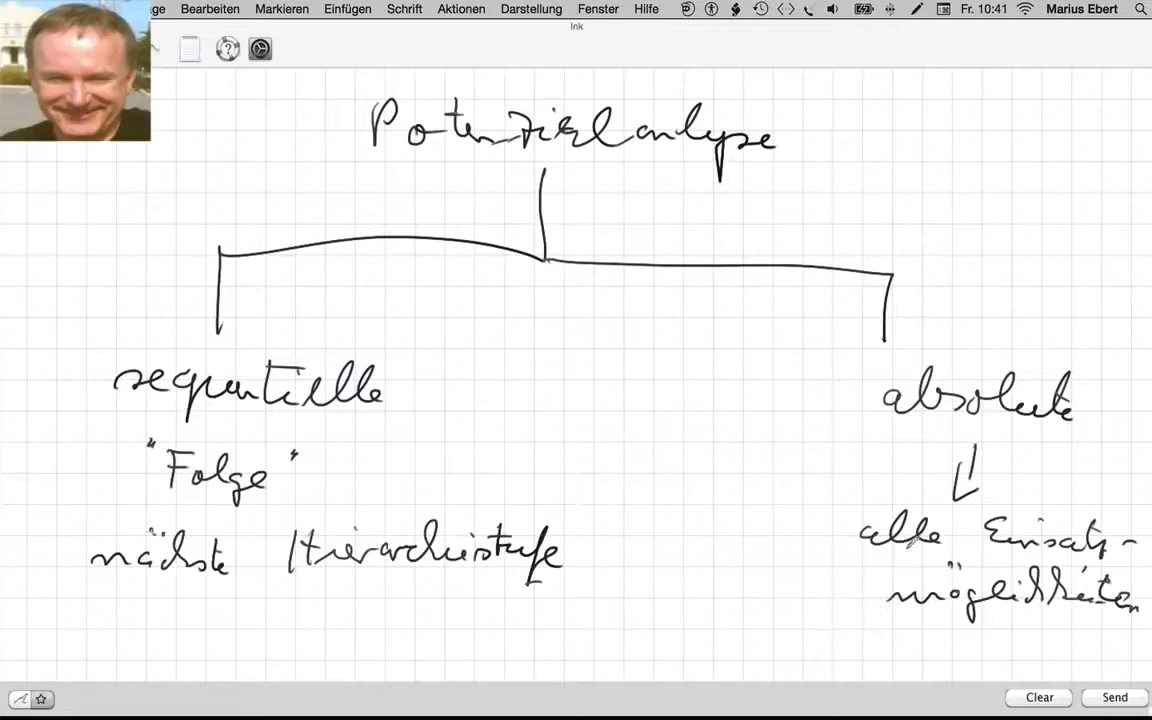 ge Bearbeiten Markieren Einfügen Schrift Aktionen Darstellung Fenster Hilfe Fr. 10:41 Marius Ebert
Ink
Potenzialanalyse
sequentielle
absolute
"Folge"
alle Einsatz-
nächste Hierarchiestufe
möglichkeiten
Clear Send